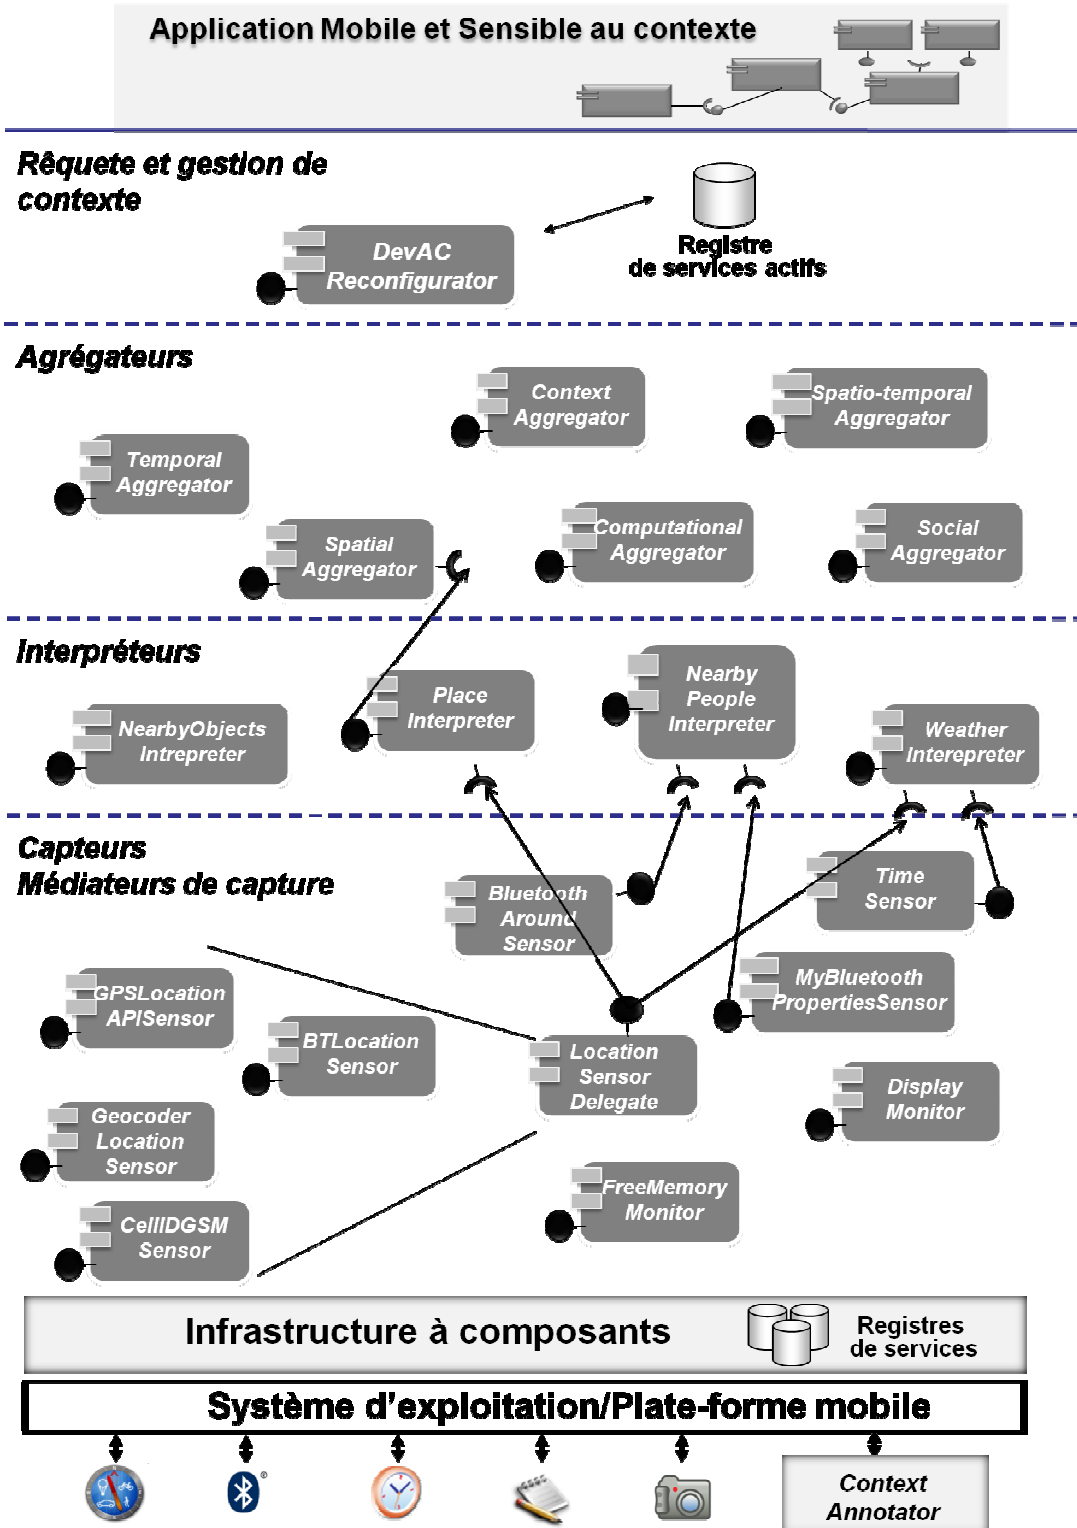 Application Mobile et Sensible au contexte
Rêquete et gestion de
contexte
DevAC
Reconfigurator
Registre
de services actifs
Agrégateurs
Context
Aggregator
Spatio-temporal
Aggregator
Temporal
Aggregator
Spatial
Aggregator
Computational
Aggregator
Social
Aggregator
Interpréteurs
NearbyObjects
Intrepreter
Place
Interpreter
Nearby
People
Interpreter
Weather
Interepreter
Capteurs
Médiateurs de capture
Bluetooth
Around
Sensor
Time
Sensor
GPSLocation
APISensor
BTLocation
Sensor
Location
Sensor
Delegate
MyBluetooth
PropertiesSensor
Display
Monitor
Geocoder
Location
Sensor
FreeMemory
Monitor
CellIDGSM
Sensor
Infrastructure à composants
Registres
de services
Système d'exploitation/Plate-forme mobile
Context
Annotator